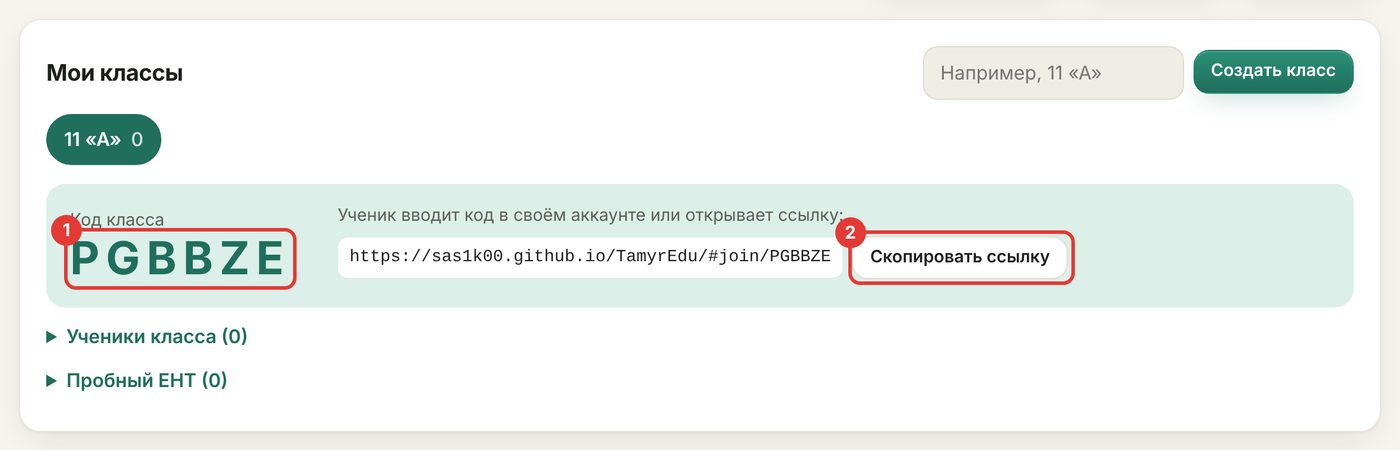 Мои классы
Например, 11 «А»
Создать класс
11 «А» 0
Код класса
1
PGBBZE
Ученик вводит код в своём аккаунте или открывает ссылку:
https://sas1k00.github.io/TamyrEdu/#join/PGBBZE
2
Скопировать ссылку
▶ Ученики класса (0)
▶ Пробный ЕНТ (0)